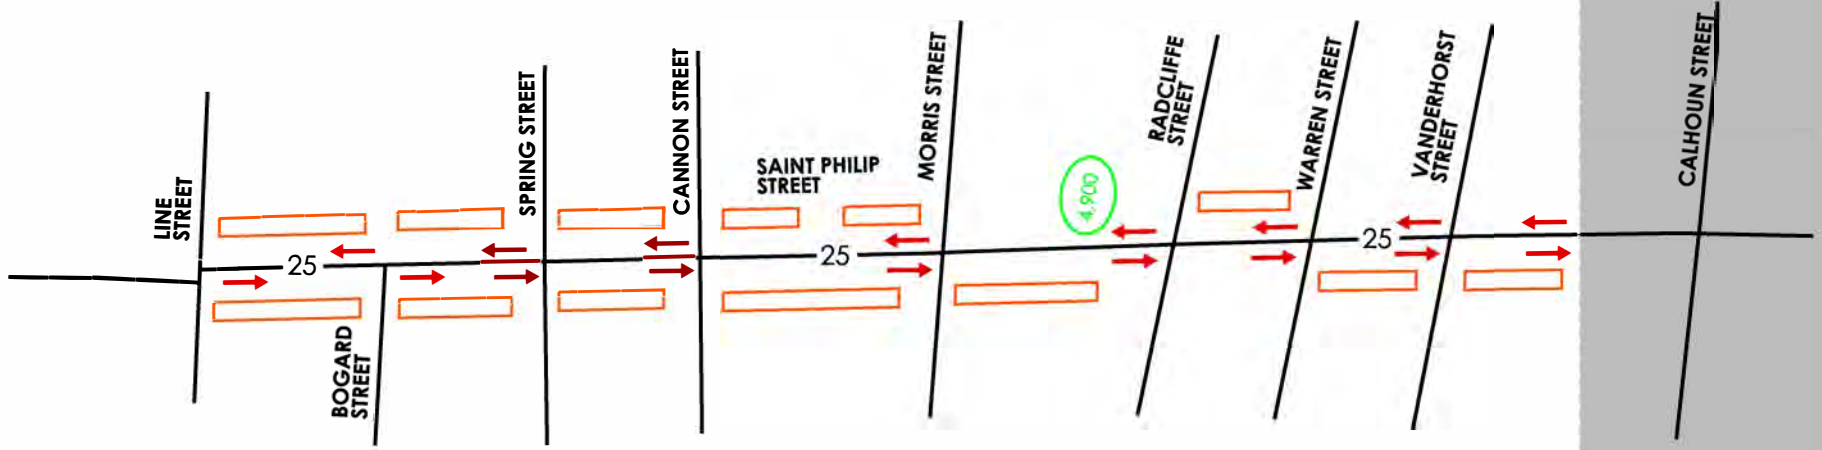 LINE
STREET
25
BOGARD
STREET
SPRING STREET
CANNON STREET
SAINT PHILIP
STREET
25
MORRIS STREET
4,900
RADCLIFFE
STREET
WARREN STREET
25
VANDERHORST
STREET
CALHOUN STREET